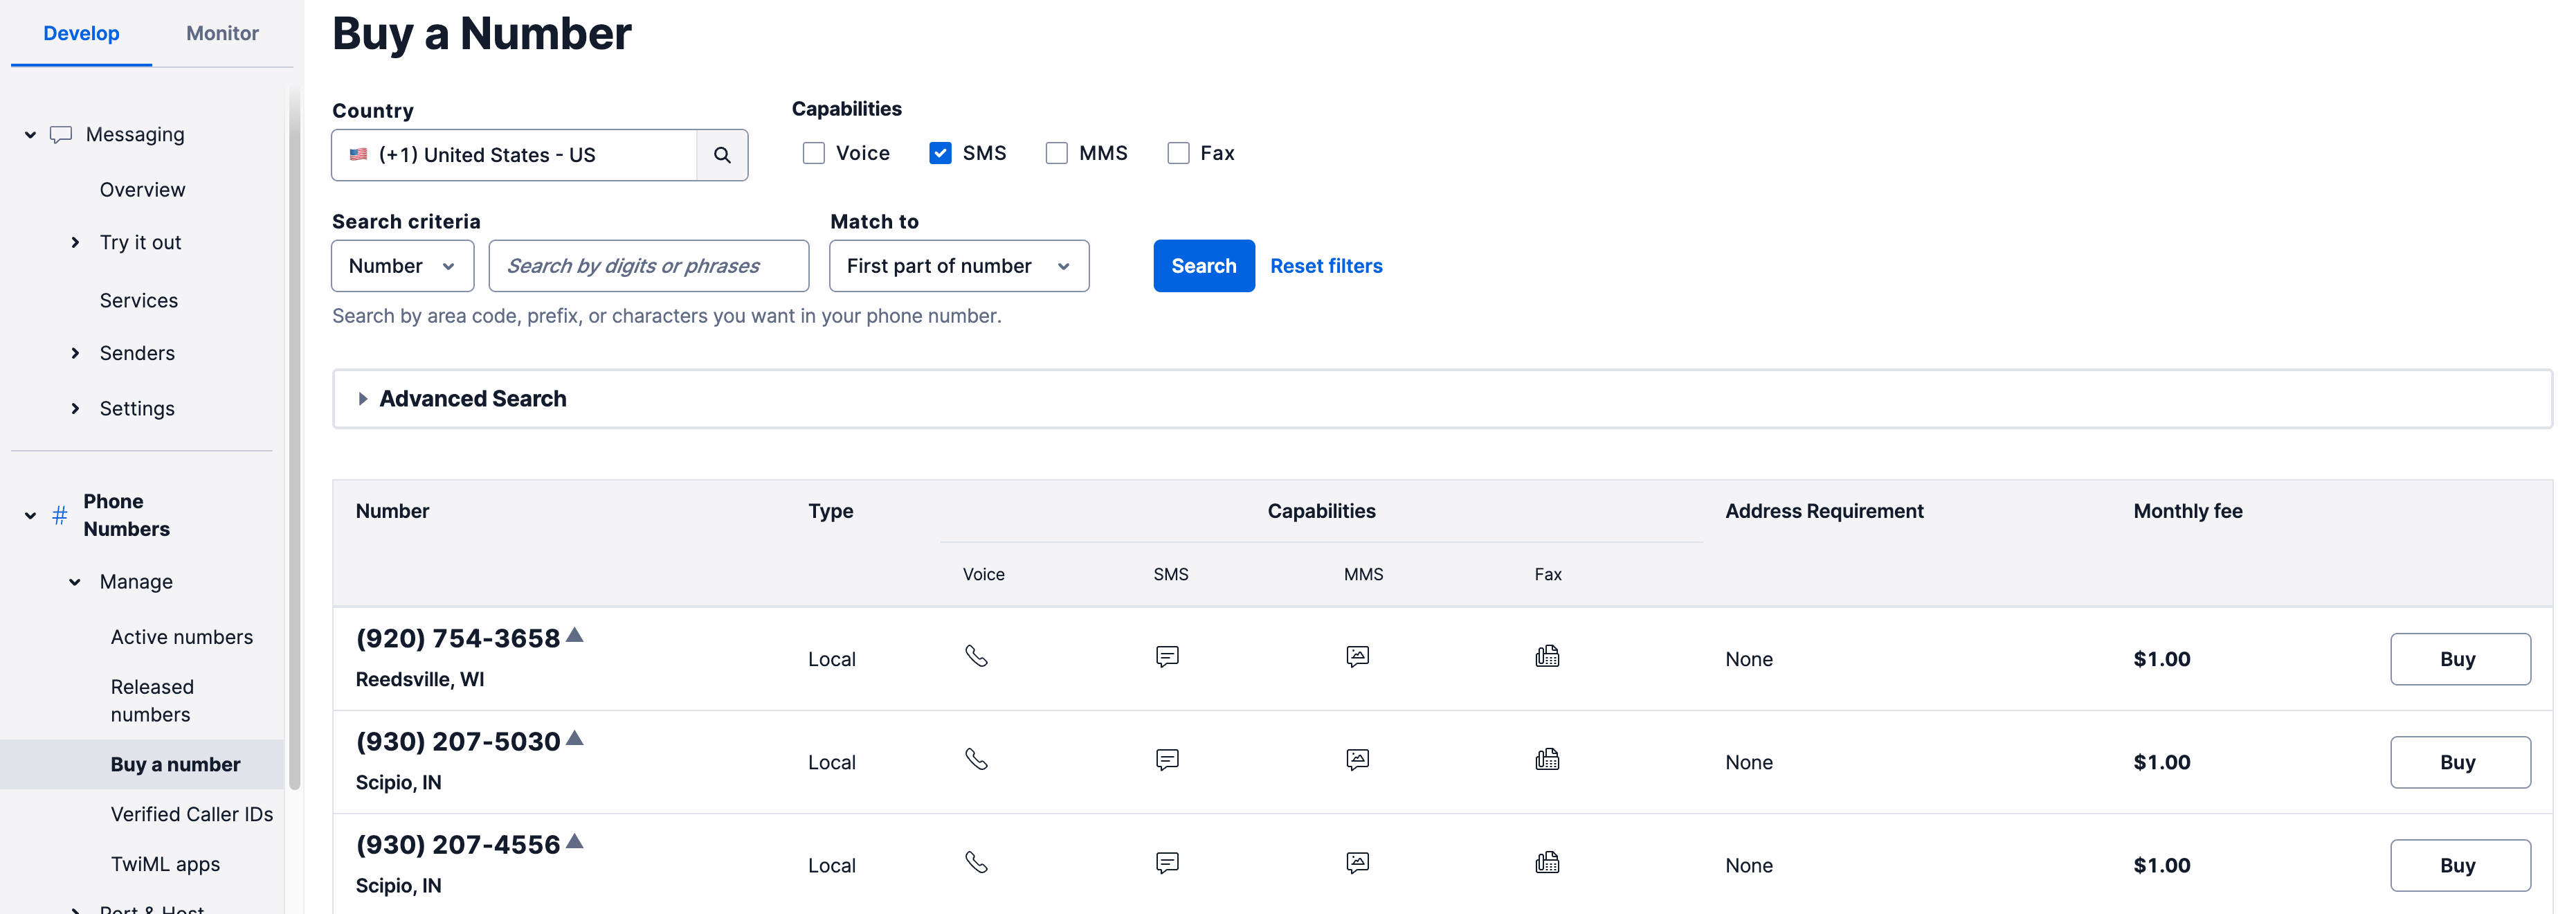 Develop
Monitor
Messaging
Overview
Try it out
Services
Senders
Settings
# Phone
Numbers
Manage
Active numbers
Released
numbers
Buy a number
Verified Caller IDs
TwiML apps
Port & Host
Buy a Number
Country
(+1) United States - US
Capabilities
Voice
SMS
MMS
Fax
Search criteria
Number
Search by digits or phrases
Match to
First part of number
Search
Reset filters
Search by area code, prefix, or characters you want in your phone number.
Advanced Search
Number Type Capabilities Address Requirement Monthly fee
Voice SMS MMS Fax
(920) 754-3658
Reedsville, WI
Local None $1.00 Buy
(930) 207-5030
Scipio, IN
Local None $1.00 Buy
(930) 207-4556
Scipio, IN
Local None $1.00 Buy